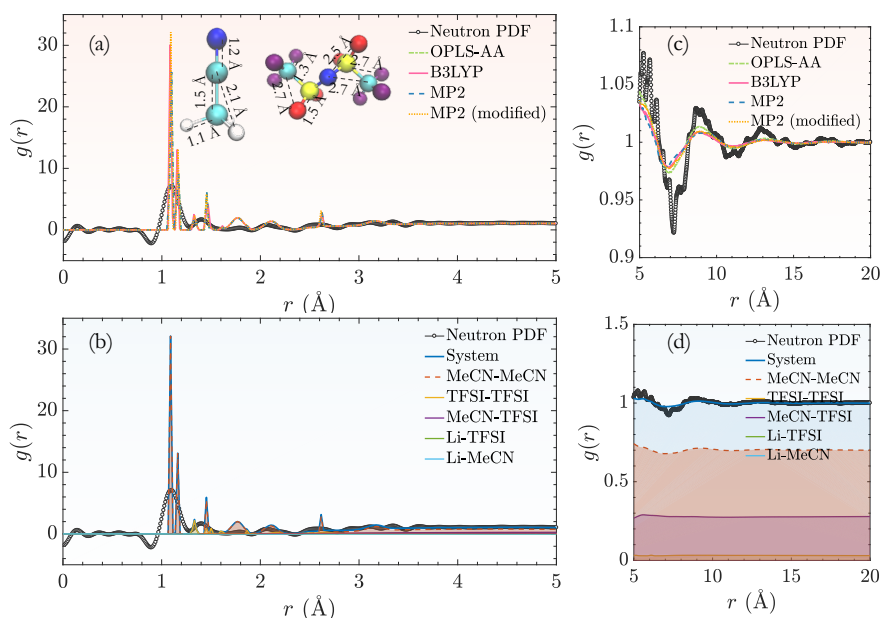 (a)
Neutron PDF
OPLS-AA
B3LYP
MP2
MP2 (modified)
1.2 Å
1.5 Å
2.1 Å
1.1 Å
2.5 Å
1.3 Å
2.7 Å
2.7 Å
2.7 Å
1.5 Å
g(r)
30
20
10
0
0 1 2 3 4 5
r (Å)
(c)
Neutron PDF
OPLS-AA
B3LYP
MP2
MP2 (modified)
g(r)
1.1
1.05
1
0.95
0.9
5 10 15 20
r (Å)
(b)
Neutron PDF
System
MeCN-MeCN
TFSI-TFSI
MeCN-TFSI
Li-TFSI
Li-MeCN
g(r)
30
20
10
0
0 1 2 3 4 5
r (Å)
(d)
Neutron PDF
System
MeCN-MeCN
TFSI-TFSI
MeCN-TFSI
Li-TFSI
Li-MeCN
g(r)
1.5
1
0.5
0
5 10 15 20
r (Å)